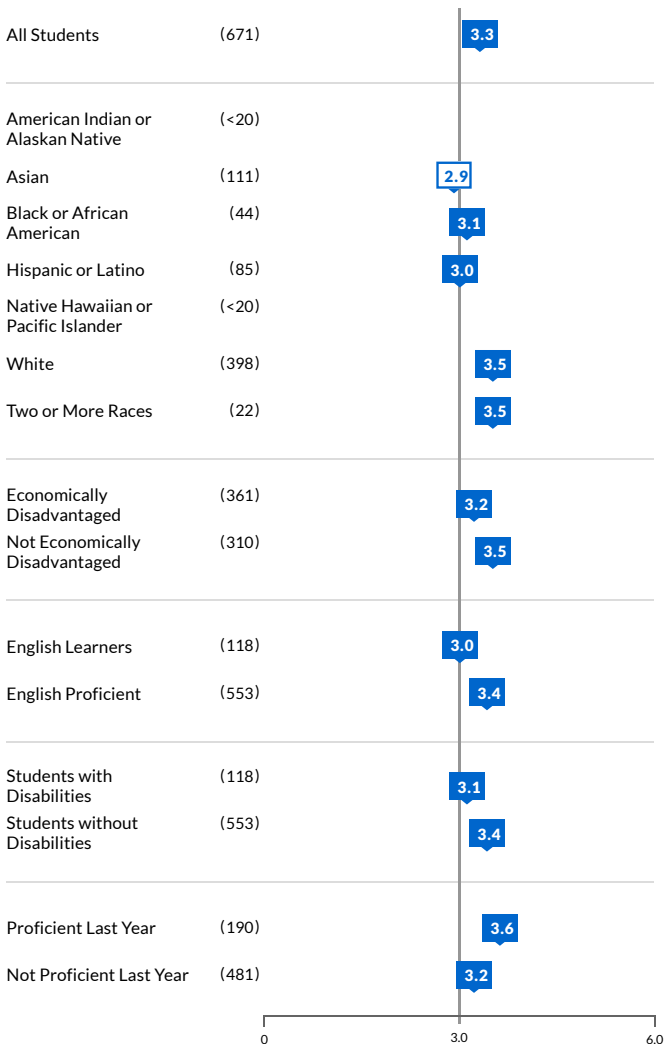 All Students (671) 3.3
American Indian or (<20)
Alaskan Native
Asian (111) 2.9
Black or African (44) 3.1
American
Hispanic or Latino (85) 3.0
Native Hawaiian or (<20)
Pacific Islander
White (398) 3.5
Two or More Races (22) 3.5
Economically (361) 3.2
Disadvantaged
Not Economically (310) 3.5
Disadvantaged
English Learners (118) 3.0
English Proficient (553) 3.4
Students with (118) 3.1
Disabilities
Students without (553) 3.4
Disabilities
Proficient Last Year (190) 3.6
Not Proficient Last Year (481) 3.2
0 3.0 6.0